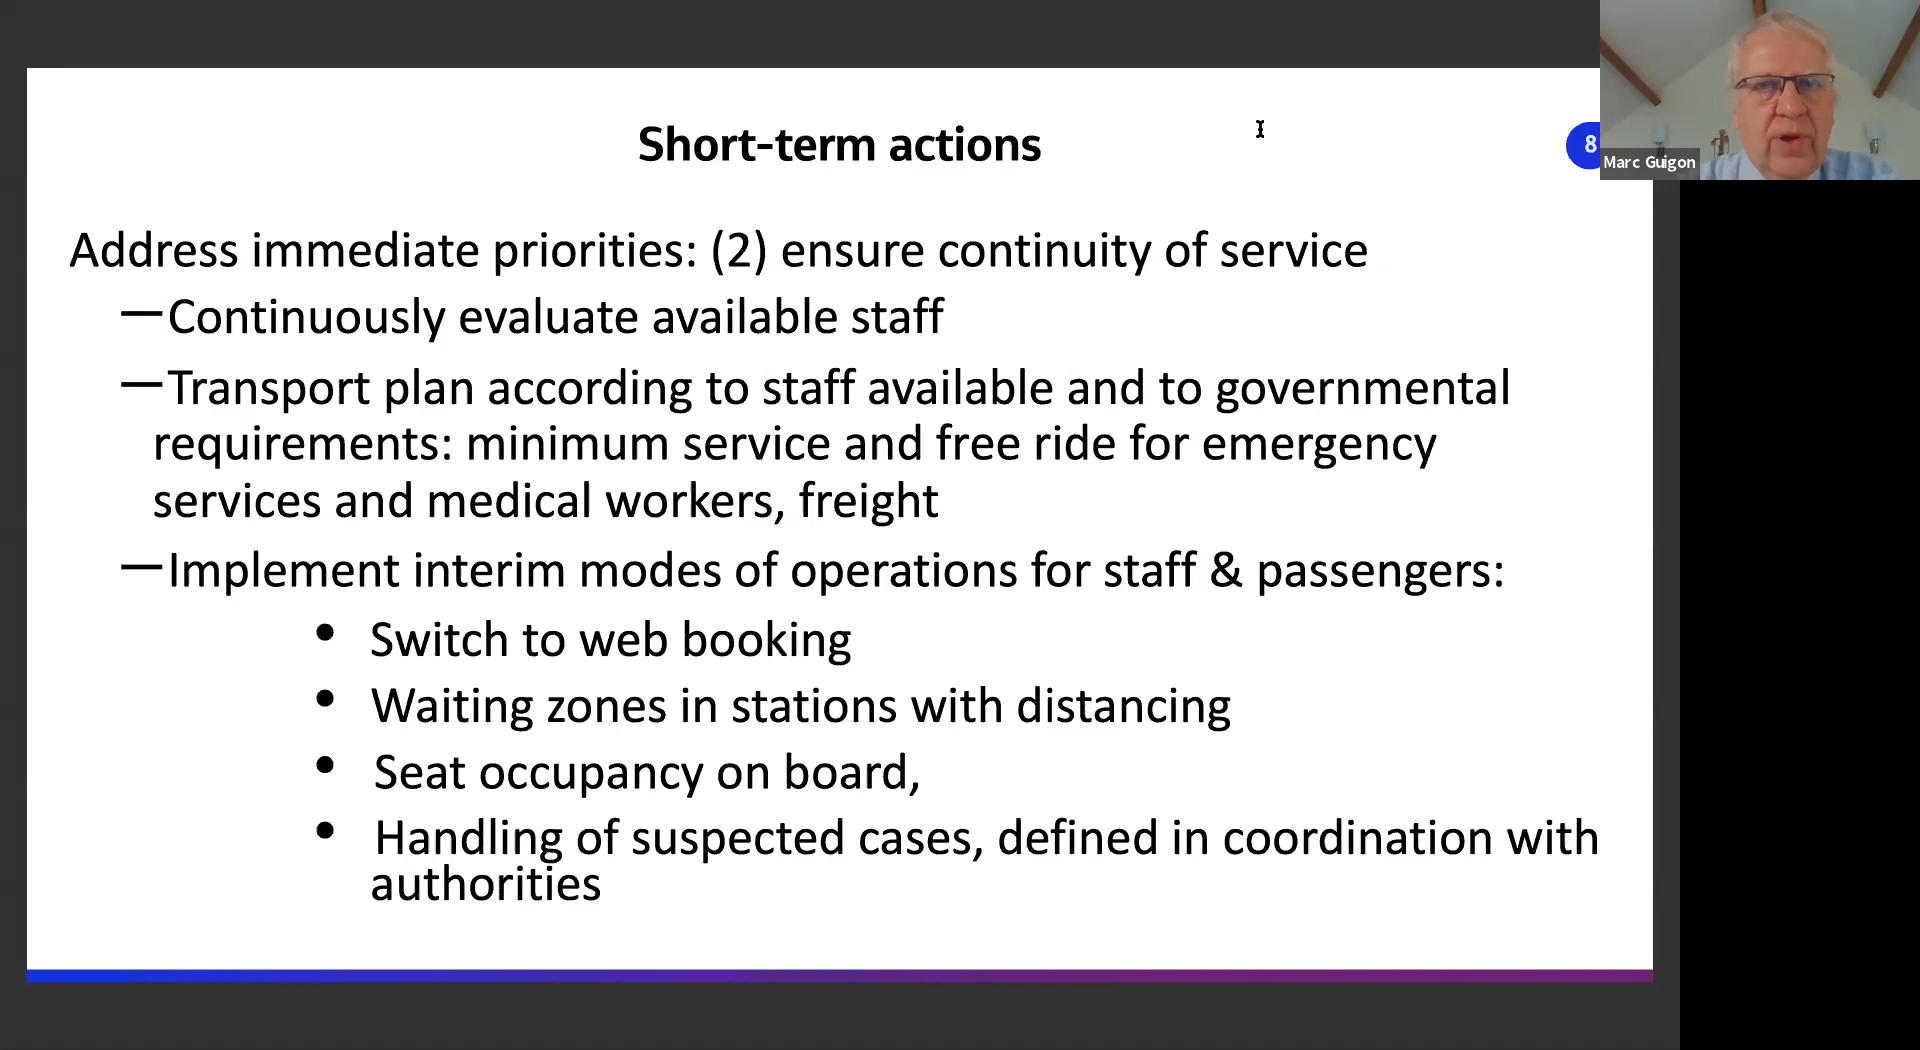 Short-term actions
8
Marc Guigon
Address immediate priorities: (2) ensure continuity of service
—Continuously evaluate available staff
—Transport plan according to staff available and to governmental
requirements: minimum service and free ride for emergency
services and medical workers, freight
—Implement interim modes of operations for staff & passengers:
• Switch to web booking
• Waiting zones in stations with distancing
• Seat occupancy on board,
• Handling of suspected cases, defined in coordination with
authorities